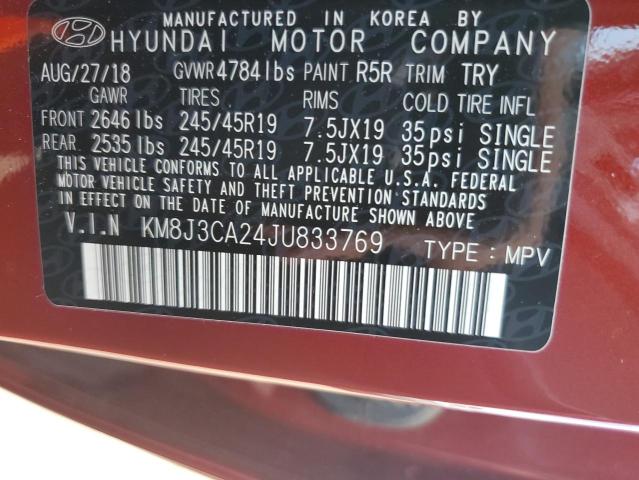 MANUFACTURED IN KOREA BY
HYUNDAI MOTOR COMPANY
AUG/27/18 GVWR4784lbs PAINT R5R TRIM TRY
GAWR TIRES RIMS COLD TIRE INFL
FRONT 2646 lbs 245/45R19 7.5JX19 35psi SINGLE
REAR. 2535 lbs 245/45R19 7.5JX19 35psi SINGLE
THIS VEHICLE CONFORMS TO ALL APPLICABLE U.S.A. FEDERAL
MOTOR VEHICLE SAFETY AND THEFT PREVENTION STANDARDS
IN EFFECT ON THE DATE OF MANUFACTURE SHOWN ABOVE
V.I.N KM8J3CA24JU833769 TYPE : MPV